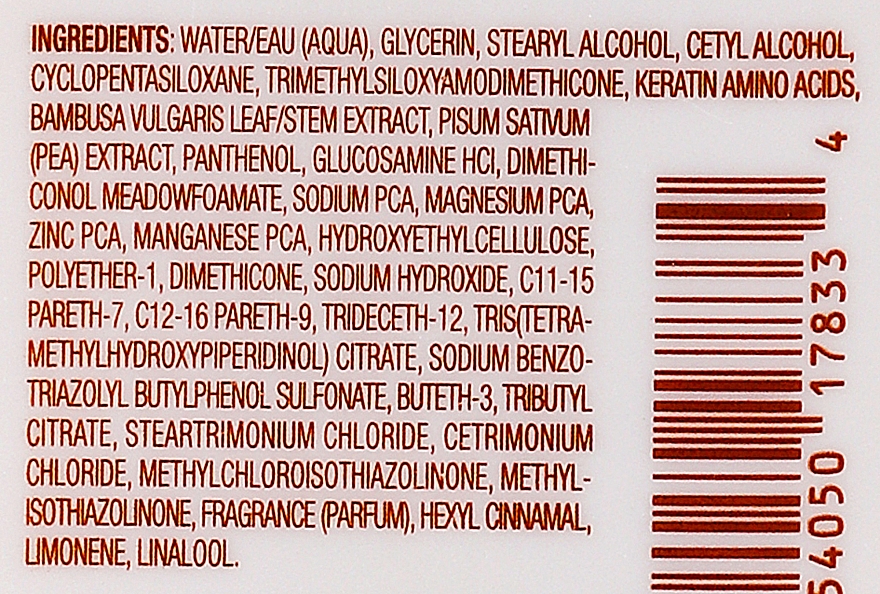 INGREDIENTS: WATER/EAU (AQUA), GLYCERIN, STEARYL ALCOHOL, CETYL ALCOHOL,
CYCLOPENTASILOXANE, TRIMETHYLSILOXYAMODIMETHICONE, KERATIN AMINO ACIDS,
BAMBUSA VULGARIS LEAF/STEM EXTRACT, PISUM SATIVUM
(PEA) EXTRACT, PANTHENOL, GLUCOSAMINE HCl, DIMETHI-
CONOL MEADOWFOAMATE, SODIUM PCA, MAGNESIUM PCA,
ZINC PCA, MANGANESE PCA, HYDROXYETHYLCELLULOSE,
POLYETHER-1, DIMETHICONE, SODIUM HYDROXIDE, C11-15
PARETH-7, C12-16 PARETH-9, TRIDECETH-12, TRIS(TETRA-
METHYLHYDROXYPIPERIDINOL) CITRATE, SODIUM BENZO-
TRIAZOLYL BUTYLPHENOL SULFONATE, BUTETH-3, TRIBUTYL
CITRATE, STEARTRIMONIUM CHLORIDE, CETRIMONIUM
CHLORIDE, METHYLCHLOROISOTHIAZOLINONE, METHYL-
ISOTHIAZOLINONE, FRAGRANCE (PARFUM), HEXYL CINNAMAL,
LIMONENE, LINALOOL.
54050 17833 4